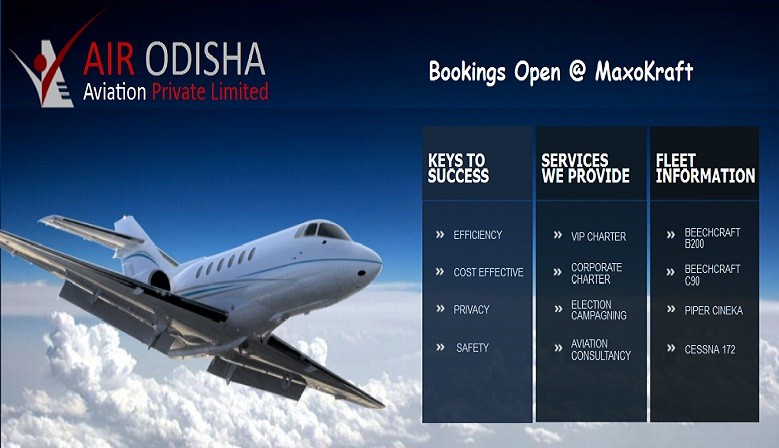 AIR ODISHA
Aviation Private Limited
Bookings Open @ MaxoKraft
KEYS TO
SUCCESS
» EFFICIENCY
» COST EFFECTIVE
» PRIVACY
» SAFETY
SERVICES
WE PROVIDE
» VIP CHARTER
» CORPORATE
CHARTER
» ELECTION
CAMPAGNING
» AVIATION
CONSULTANCY
FLEET
INFORMATION
» BEECHCRAFT
B200
» BEECHCRAFT
C90
» PIPER CINEKA
» CESSNA 172